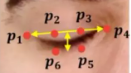 p₂ p₃
p₁ p₄
p₆ p₅